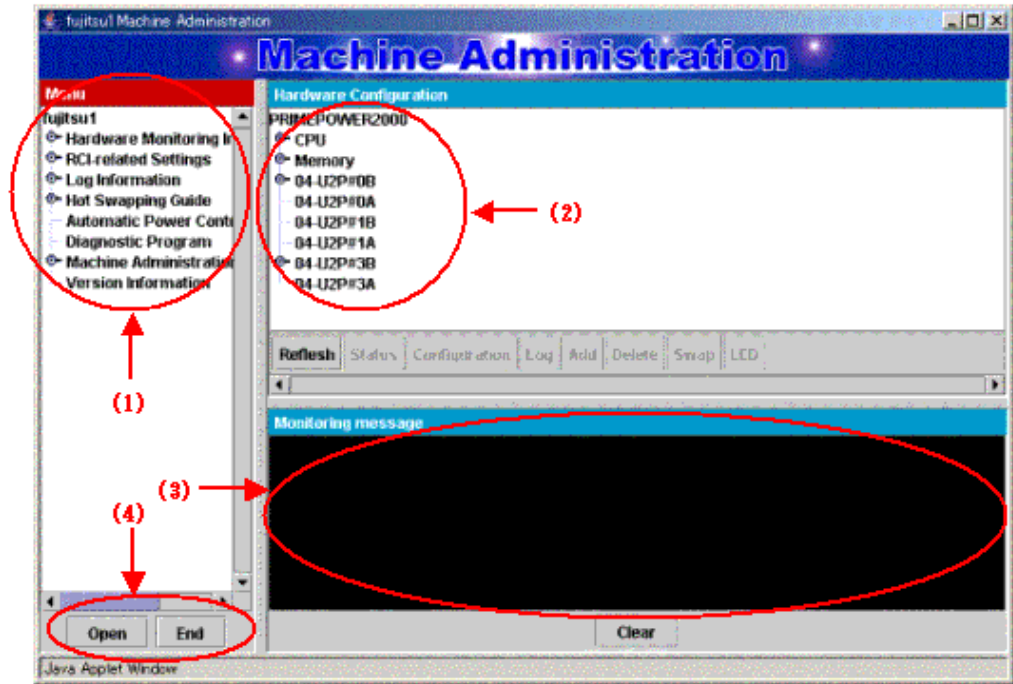 fujitsu1 Machine Administration
Machine Administration
Menu
fujitsu1
Hardware Monitoring
RCI-related Settings
Log Information
Hot Swapping Guide
Automatic Power Cont
Diagnostic Program
Machine Administration
Version Information
(1)
(4)
Open End
Java Applet Window
Hardware Configuration
PRIMEPOWER2000
CPU
Memory
04-U2P#0B
04-U2P#0A
04-U2P#1B
04-U2P#1A
04-U2P#3B
04-U2P#3A
(2)
Reflesh Status Configuration Log Add Delete Swap LED
Monitoring message
(3)
Clear